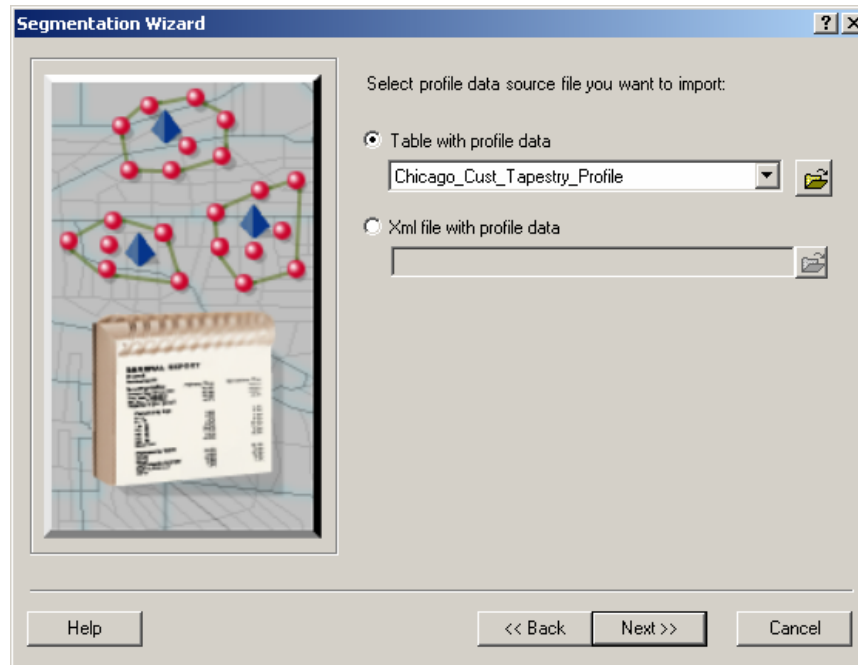 Segmentation Wizard
Select profile data source file you want to import:
Table with profile data
Chicago_Cust_Tapestry_Profile
Xml file with profile data
Help
<< Back
Next >>
Cancel